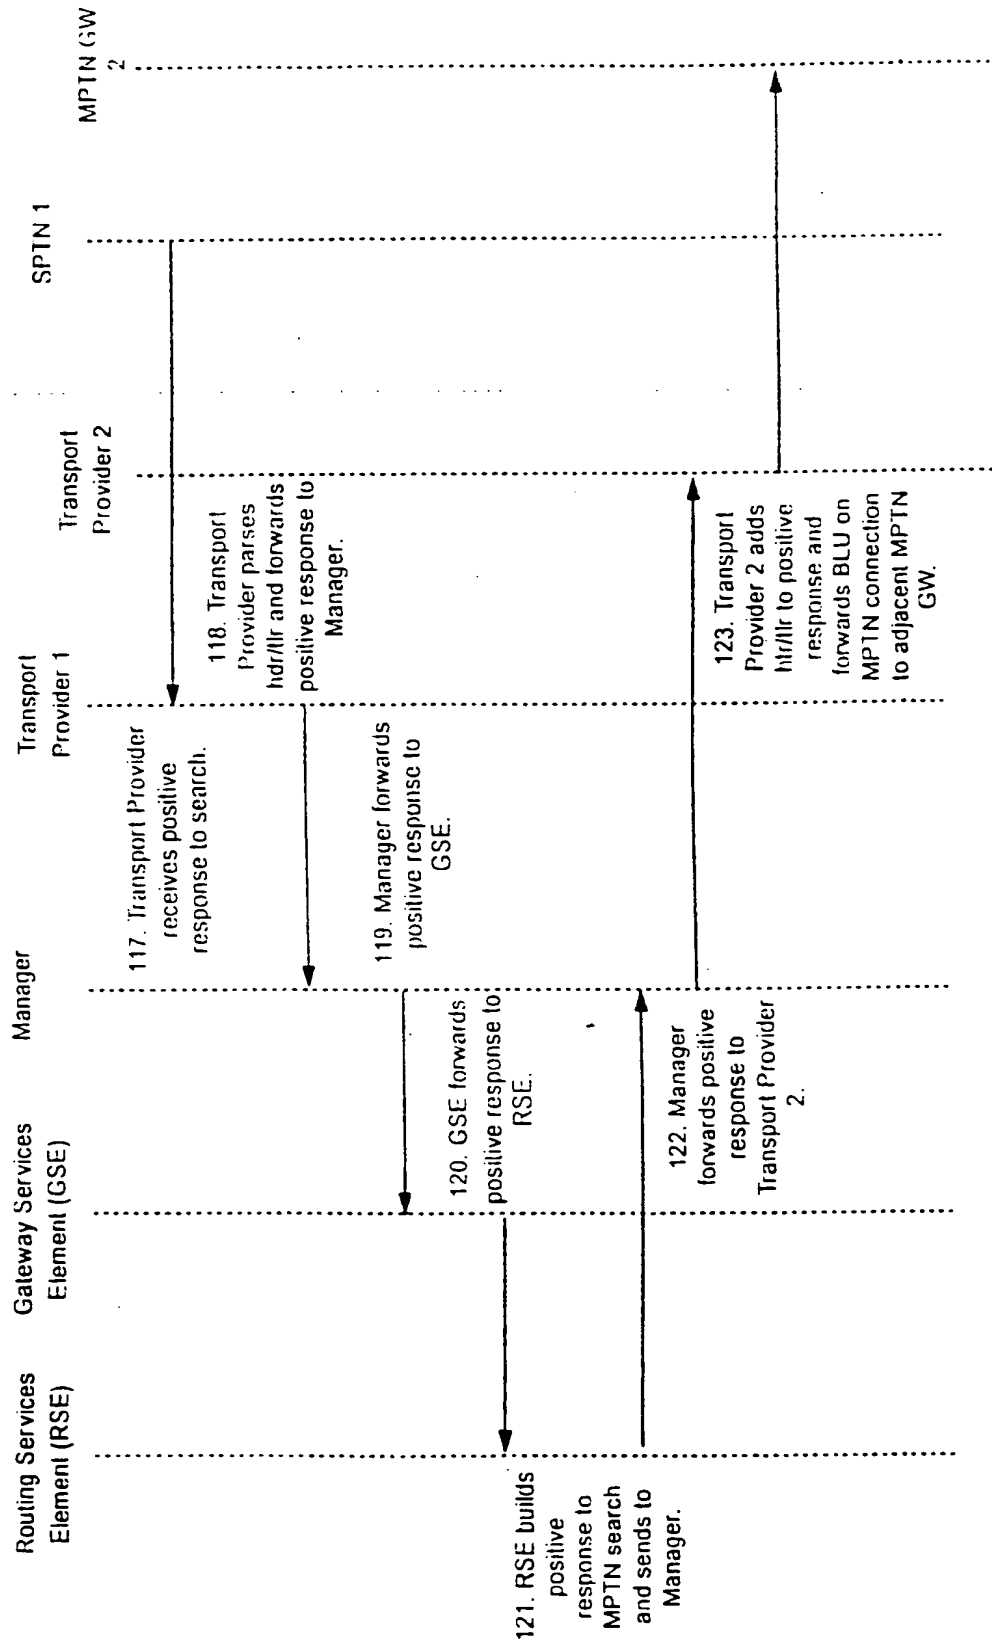 Routing Services
Element (RSE)
Gateway Services
Element (GSE)
Manager
Transport
Provider 1
Transport
Provider 2
SPTN 1
MPTN GW
2
117. Transport Provider
receives positive
response to search.
118. Transport
Provider parses
hdr/tlr and forwards
positive response to
Manager.
119. Manager forwards
positive response to
GSE.
120. GSE forwards
positive response to
RSE.
121. RSE builds
positive
response to
MPTN search
and sends to
Manager.
122. Manager
forwards positive
response to
Transport Provider
2.
123. Transport
Provider 2 adds
htr/tlr to positive
response and
forwards BLU on
MPTN connection
to adjacent MPTN
GW.